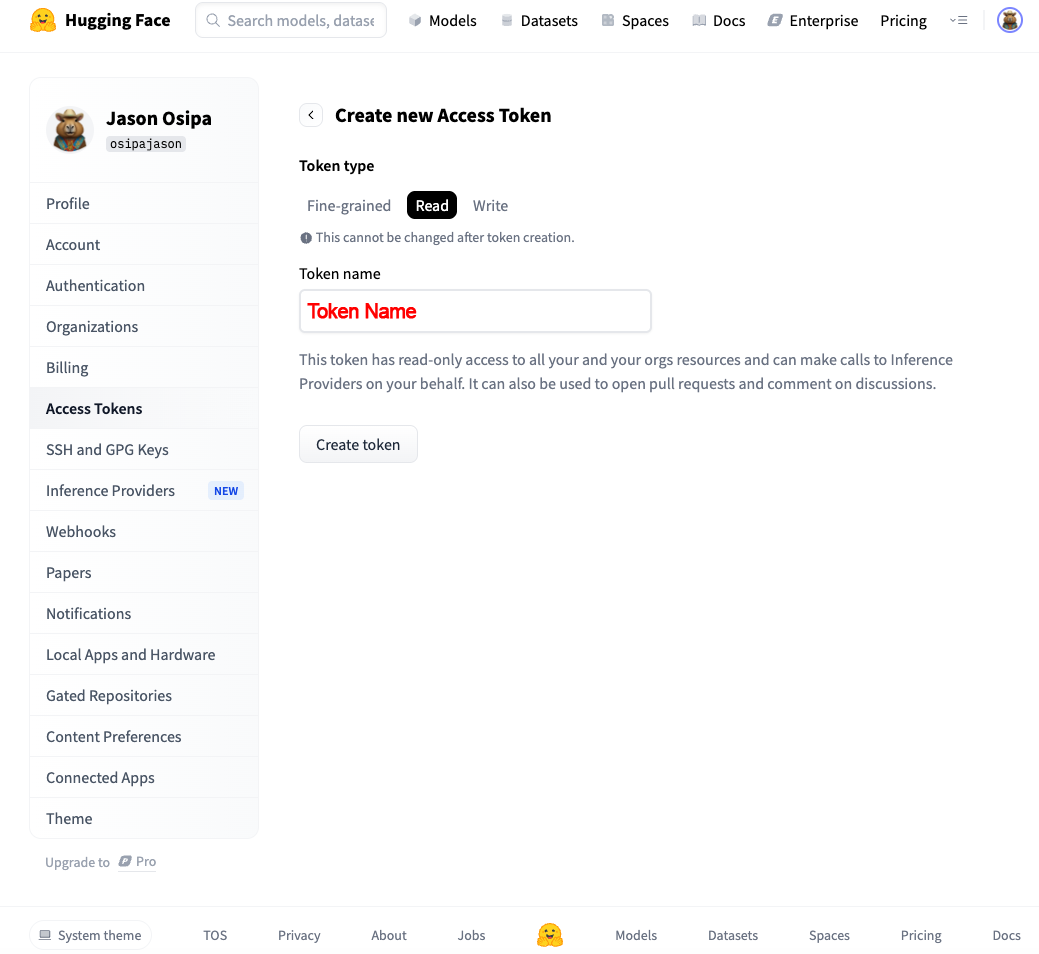 Hugging Face
Search models, datase
Models
Datasets
Spaces
Docs
Enterprise
Pricing
Jason Osipa
osipajason
Profile
Account
Authentication
Organizations
Billing
Access Tokens
SSH and GPG Keys
Inference Providers NEW
Webhooks
Papers
Notifications
Local Apps and Hardware
Gated Repositories
Content Preferences
Connected Apps
Theme
Upgrade to Pro
Create new Access Token
Token type
Fine-grained Read Write
This cannot be changed after token creation.
Token name
Token Name
This token has read-only access to all your and your orgs resources and can make calls to Inference
Providers on your behalf. It can also be used to open pull requests and comment on discussions.
Create token
System theme
TOS
Privacy
About
Jobs
Models
Datasets
Spaces
Pricing
Docs